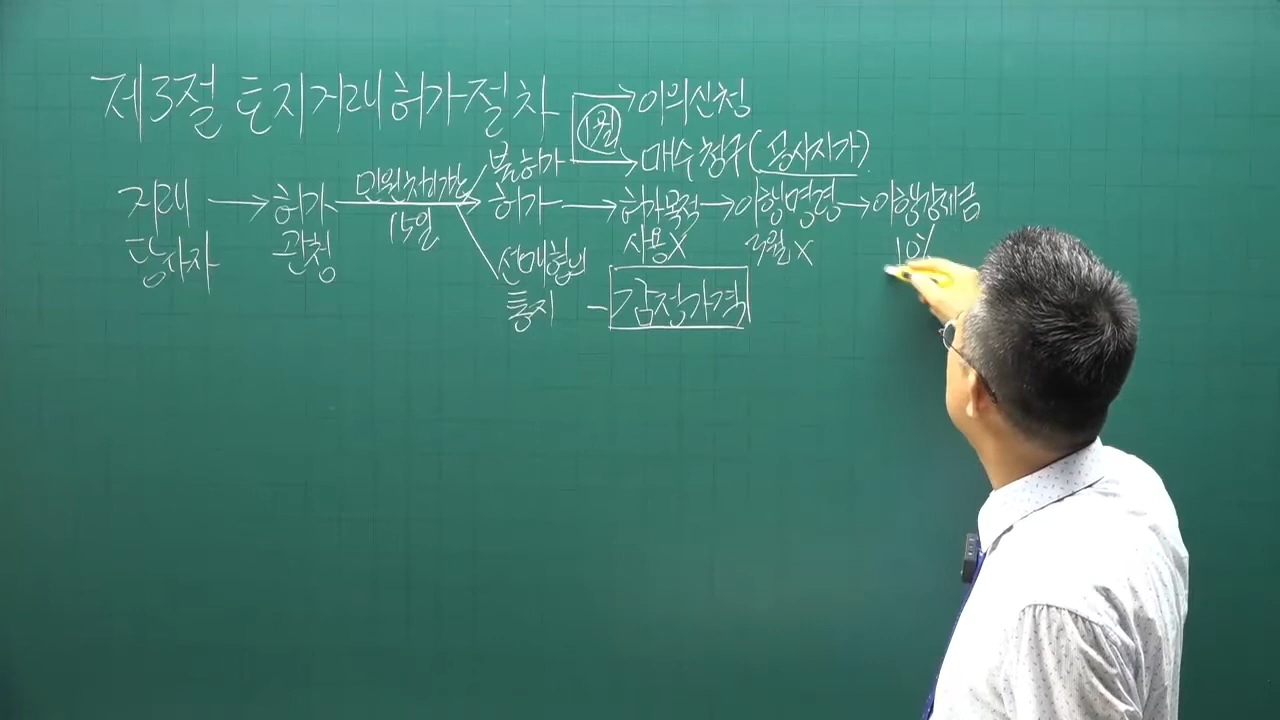 제3절 토지거래허가절차
1월
이의신청
매수청구(공시지가)
거래
당사자
허가
관청
민원처리기간
15일
불허가
허가
선매협의
통지
감정가격
허가목적
사용X
이행명령
3월X
이행강제금
10%